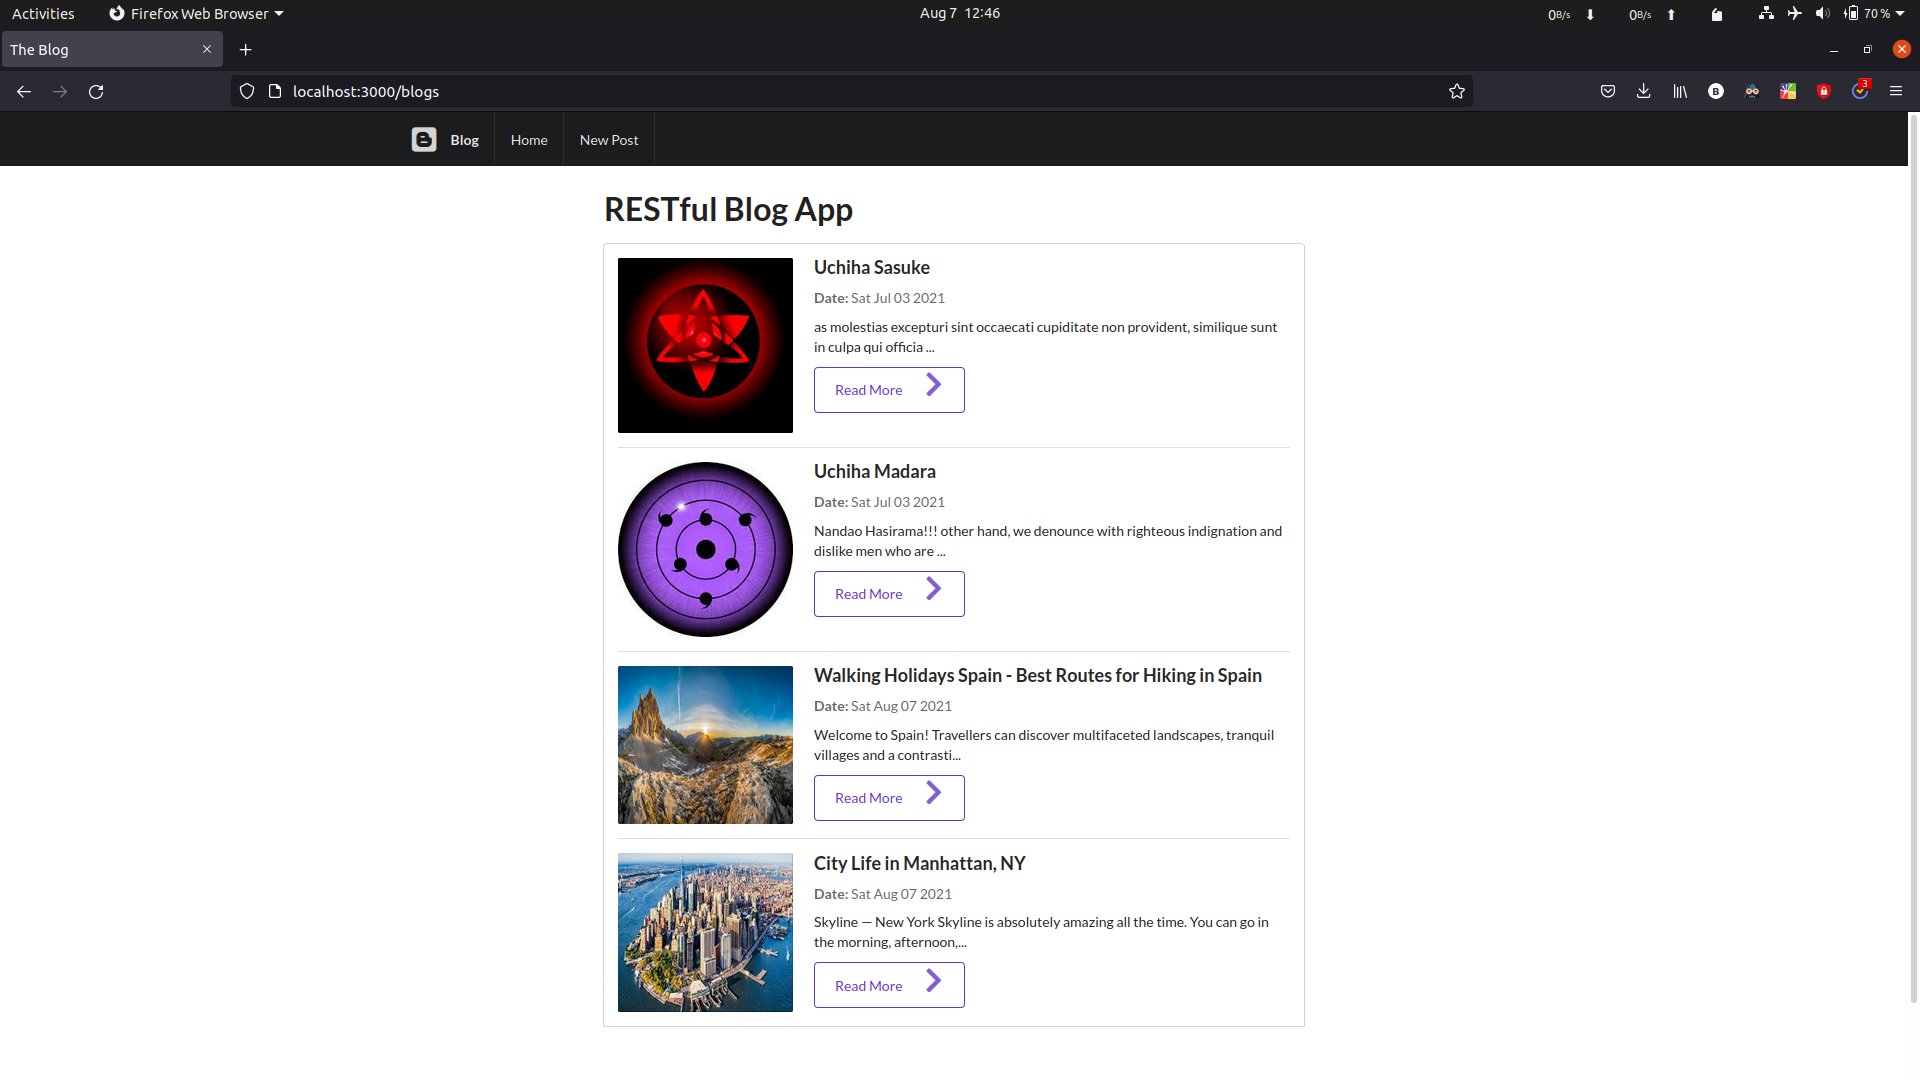 Activities Firefox Web Browser Aug 7 12:46 0B/s 0B/s 70 %
The Blog
localhost:3000/blogs B 3
Blog Home New Post
RESTful Blog App
Uchiha Sasuke
Date: Sat Jul 03 2021
as molestias excepturi sint occaecati cupiditate non provident, similique sunt
in culpa qui officia ...
Read More
Uchiha Madara
Date: Sat Jul 03 2021
Nandao Hasirama!!! other hand, we denounce with righteous indignation and
dislike men who are ...
Read More
Walking Holidays Spain - Best Routes for Hiking in Spain
Date: Sat Aug 07 2021
Welcome to Spain! Travellers can discover multifaceted landscapes, tranquil
villages and a contrasti...
Read More
City Life in Manhattan, NY
Date: Sat Aug 07 2021
Skyline — New York Skyline is absolutely amazing all the time. You can go in
the morning, afternoon,...
Read More